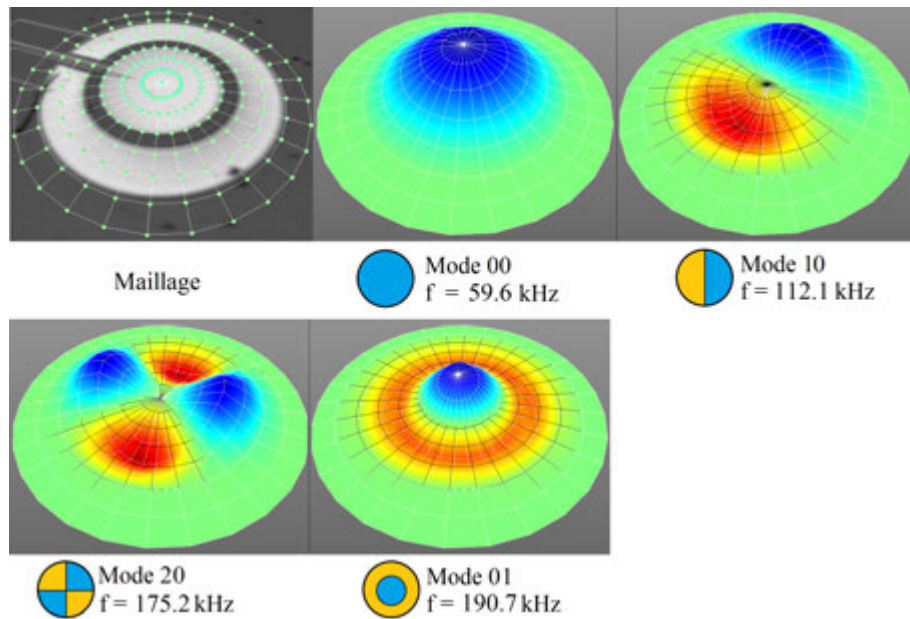 Maillage
Mode 00
f = 59.6 kHz
Mode 10
f = 112.1 kHz
Mode 20
f = 175.2 kHz
Mode 01
f = 190.7 kHz